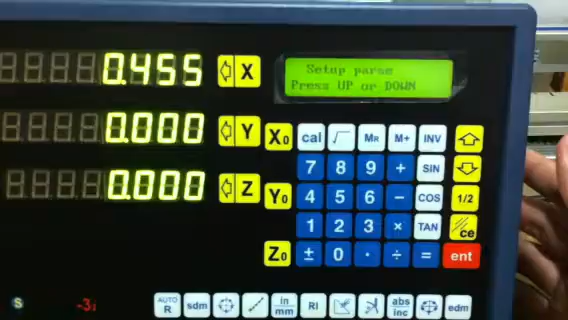 0.455 X
Setup parase
Press UP or DOWN
0.000 Y X0 cal √ MR M+ INV
7 8 9 + SIN
0.000 Z Y0 4 5 6 − COS 1/2
1 2 3 × TAN ce
Z0 ± 0 · ÷ = ent
S -3 AUTO R sdm in/mm RI abs/inc edm